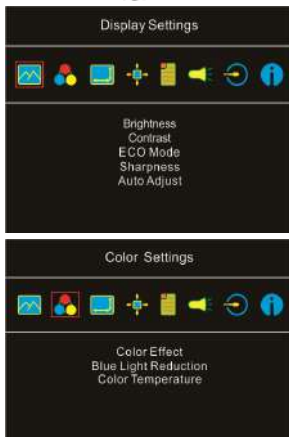 Display Settings
Brightness
Contrast
ECO Mode
Sharpness
Auto Adjust
Color Settings
Color Effect
Blue Light Reduction
Color Temperature